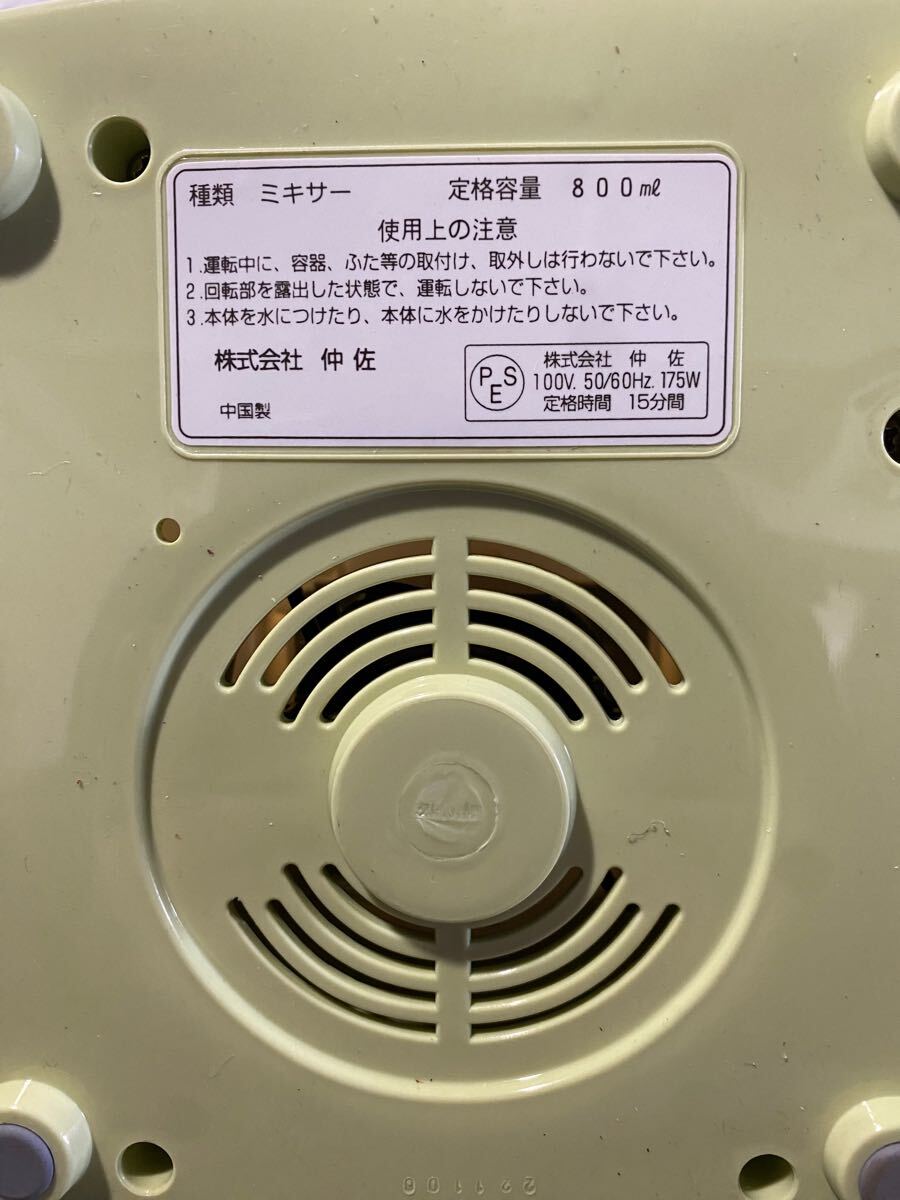 種類 ミキサー 定格容量 800ml
使用上の注意
1.運転中に、容器、ふた等の取付け、取外しは行わないで下さい。
2.回転部を露出した状態で、運転しないで下さい。
3.本体を水につけたり、本体に水をかけたりしないで下さい。
株式会社 仲佐
中国製
PSE
株式会社 仲佐
100V. 50/60Hz. 175W
定格時間 15分間